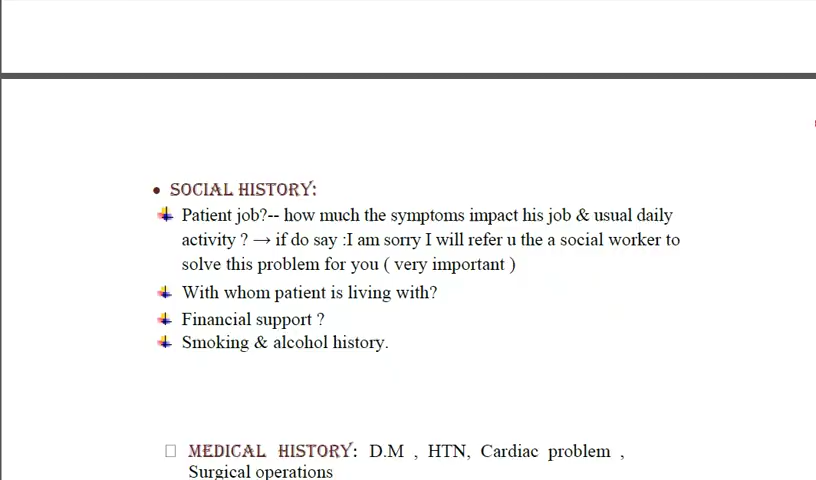 • SOCIAL HISTORY:
Patient job?-- how much the symptoms impact his job & usual daily
activity ? → if do say :I am sorry I will refer u the a social worker to
solve this problem for you ( very important )
With whom patient is living with?
Financial support ?
Smoking & alcohol history.
□ MEDICAL HISTORY: D.M , HTN, Cardiac problem ,
Surgical operations